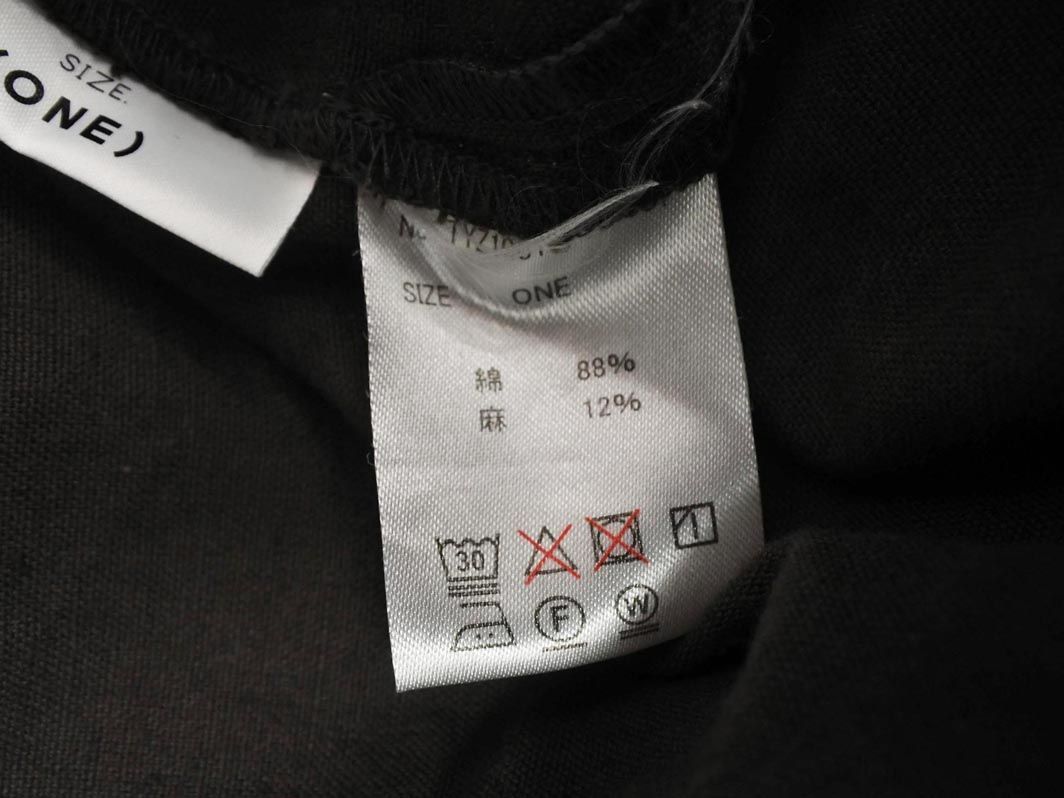 SIZE.
(ONE)
SIZE ONE
綿 88%
麻 12%
30
F W